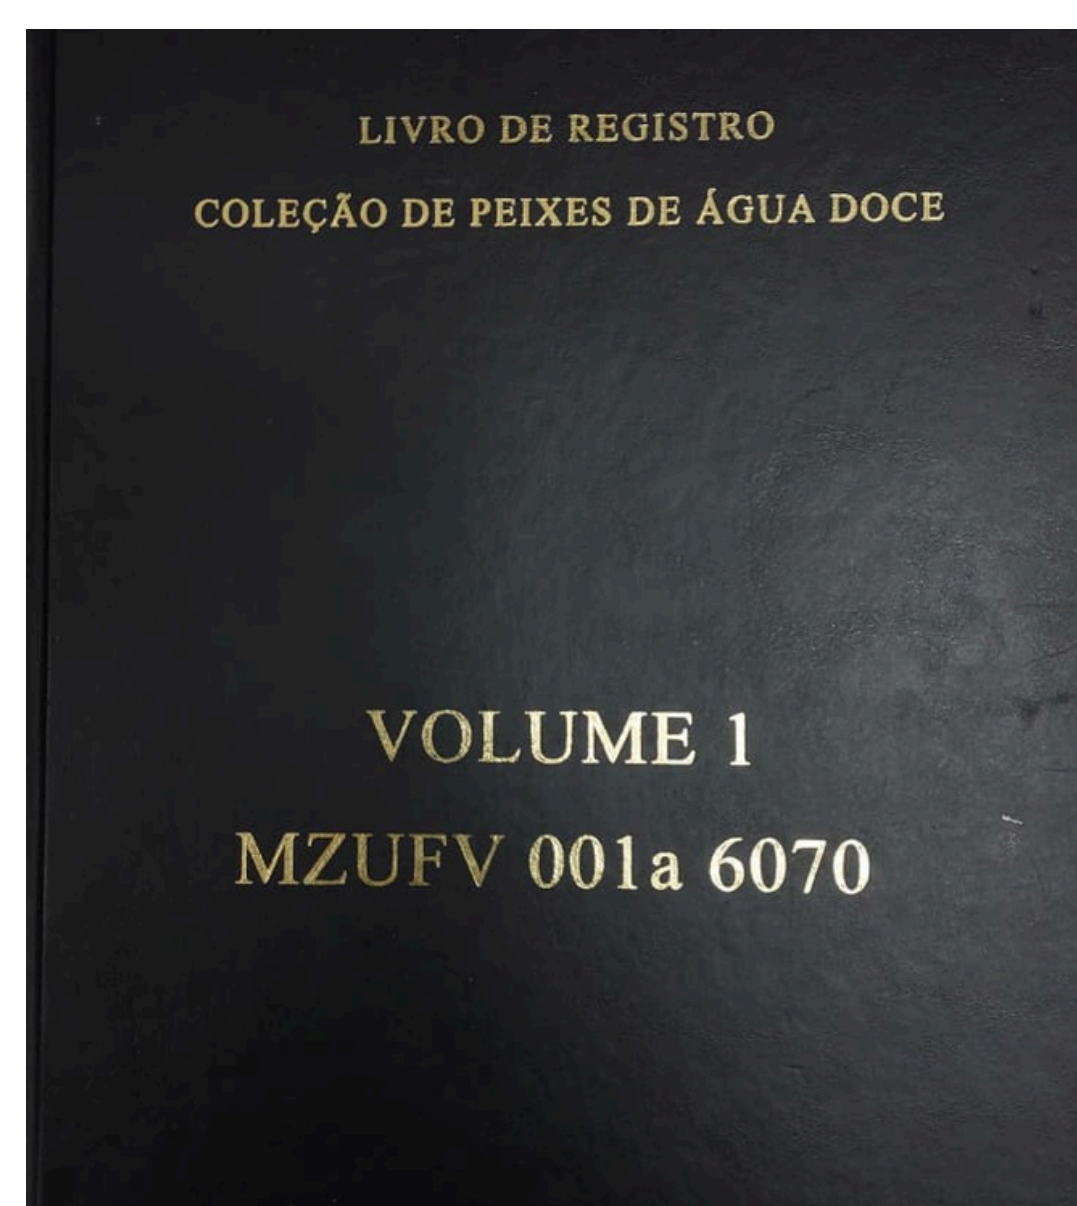 LIVRO DE REGISTRO
COLEÇÃO DE PEIXES DE ÁGUA DOCE
VOLUME 1
MZUFV 001a 6070